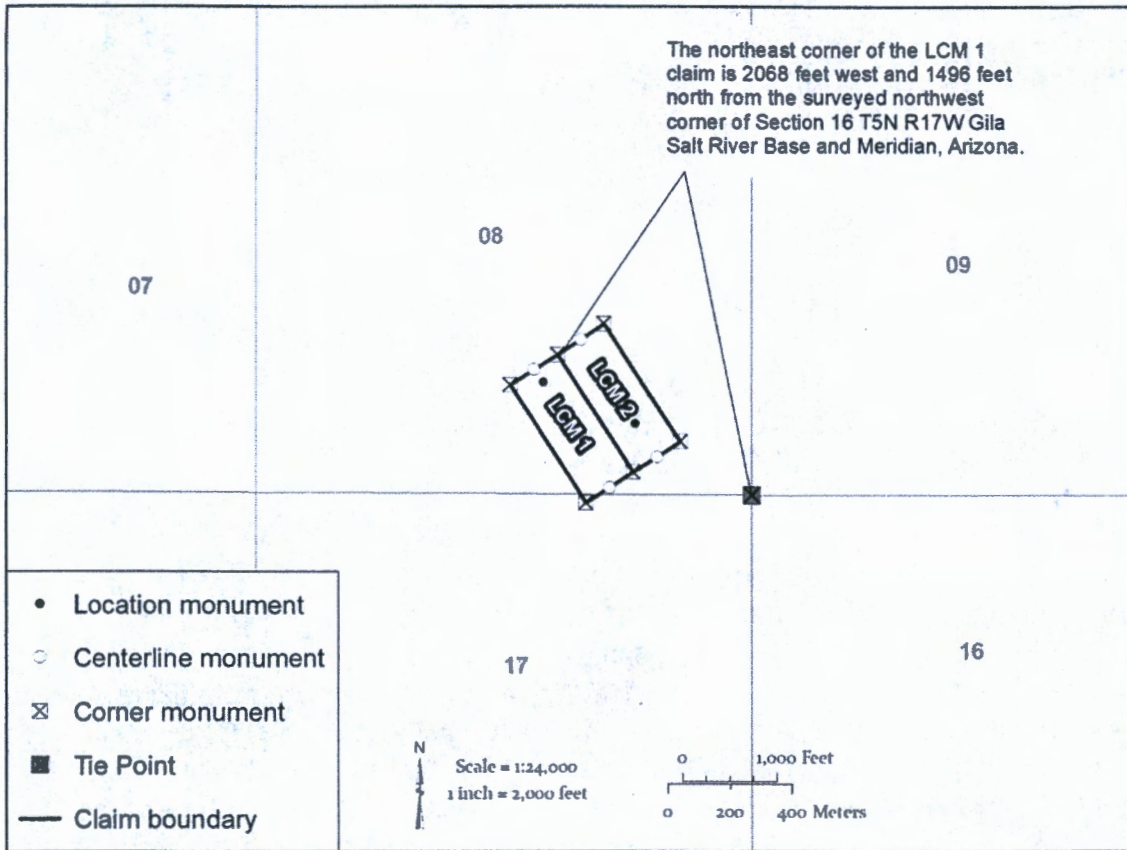 The northeast corner of the LCM 1
claim is 2068 feet west and 1496 feet
north from the surveyed northwest
corner of Section 16 T5N R17W Gila
Salt River Base and Meridian, Arizona.
08
09
07
LCM 2
LCM 1
17
16
Location monument
Centerline monument
Corner monument
Tie Point
Claim boundary
N
Scale = 1:24,000
1 inch = 2,000 feet
0 1,000 Feet
0 200 400 Meters